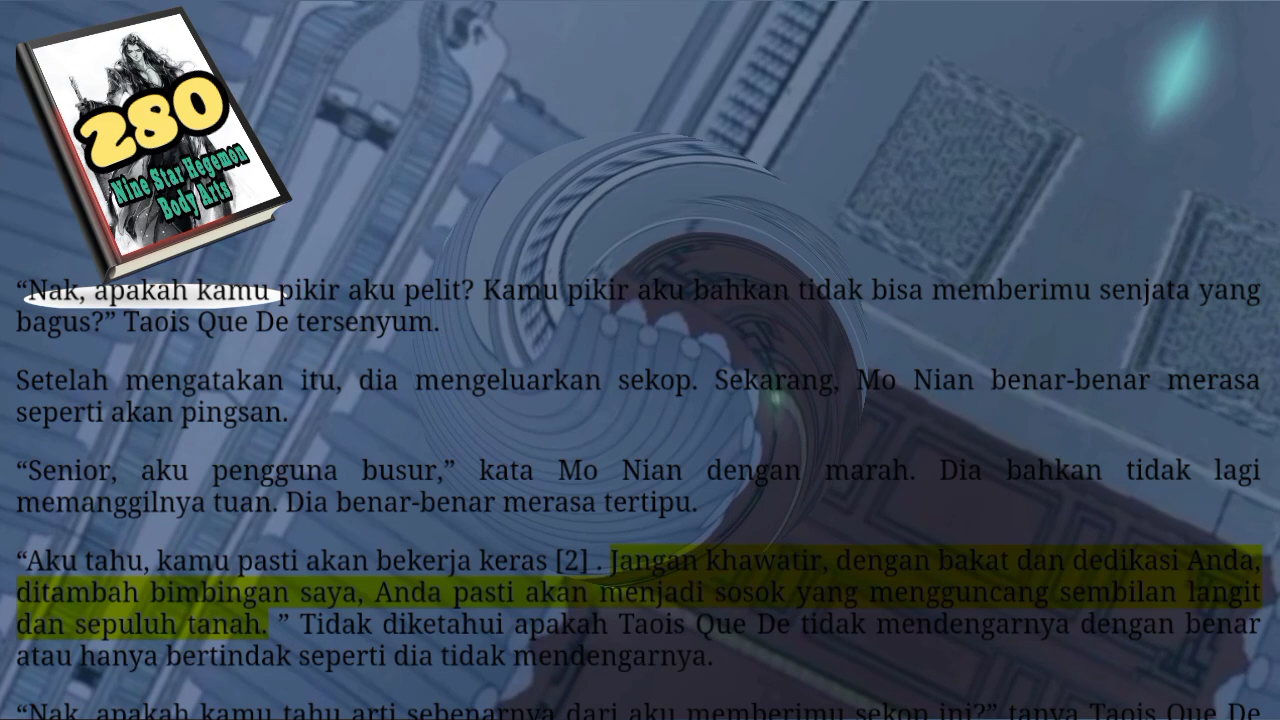 280
Nine Star Hegemon
Body Arts
“Nak, apakah kamu pikir aku pelit? Kamu pikir aku bahkan tidak bisa memberimu senjata yang
bagus?” Taois Que De tersenyum.
Setelah mengatakan itu, dia mengeluarkan sekop. Sekarang, Mo Nian benar-benar merasa
seperti akan pingsan.
“Senior, aku pengguna busur,” kata Mo Nian dengan marah. Dia bahkan tidak lagi
memanggilnya tuan. Dia benar-benar merasa tertipu.
“Aku tahu, kamu pasti akan bekerja keras [2] . Jangan khawatir, dengan bakat dan dedikasi Anda,
ditambah bimbingan saya, Anda pasti akan menjadi sosok yang mengguncang sembilan langit
dan sepuluh tanah. ” Tidak diketahui apakah Taois Que De tidak mendengarnya dengan benar
atau hanya bertindak seperti dia tidak mendengarnya.
“Nak, apakah kamu tahu arti sebenarnya dari aku memberimu sekop ini?” tanya Taois Que De